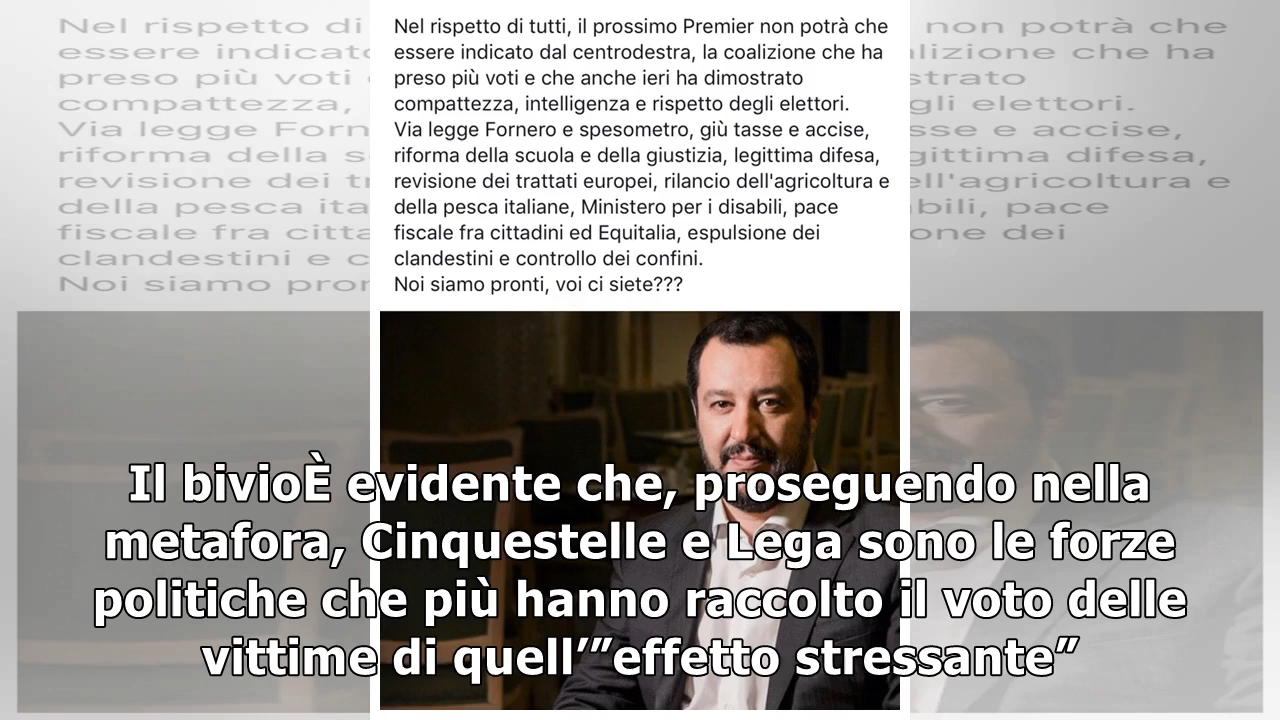 Nel rispetto di tutti, il prossimo Premier non potrà che
essere indicato dal centrodestra, la coalizione che ha
preso più voti e che anche ieri ha dimostrato
compattezza, intelligenza e rispetto degli elettori.
Via legge Fornero e spesometro, giù tasse e accise,
riforma della scuola e della giustizia, legittima difesa,
revisione dei trattati europei, rilancio dell'agricoltura e
della pesca italiane, Ministero per i disabili, pace
fiscale fra cittadini ed Equitalia, espulsione dei
clandestini e controllo dei confini.
Noi siamo pronti, voi ci siete???
Il bivioÈ evidente che, proseguendo nella
metafora, Cinquestelle e Lega sono le forze
politiche che più hanno raccolto il voto delle
vittime di quell’”effetto stressante”